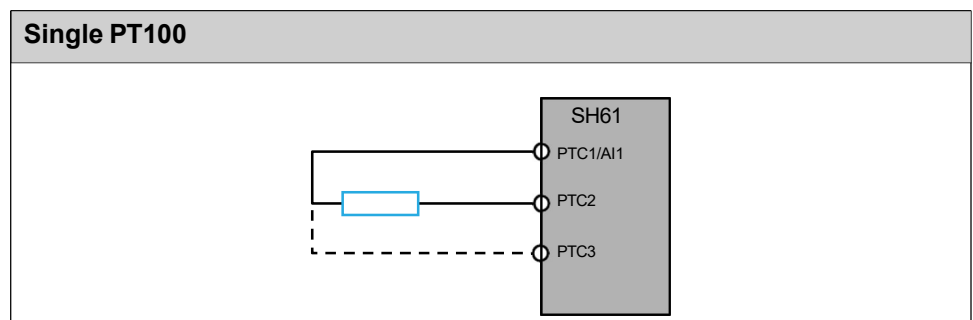 Single PT100
SH61
PTC1/AI1
PTC2
PTC3